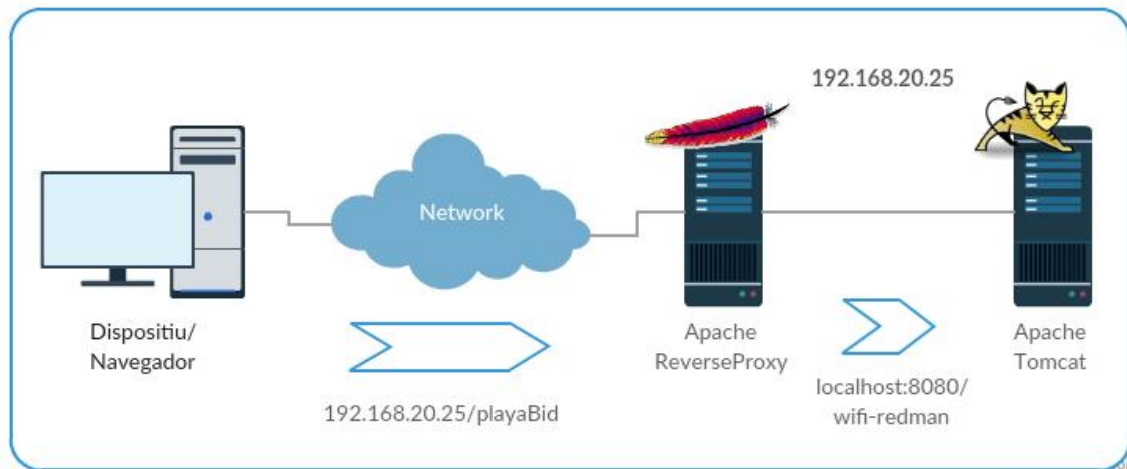 192.168.20.25
Network
Dispositiu/
Navegador
192.168.20.25/playaBid
Apache
ReverseProxy
localhost:8080/
wifi-redman
Apache
Tomcat